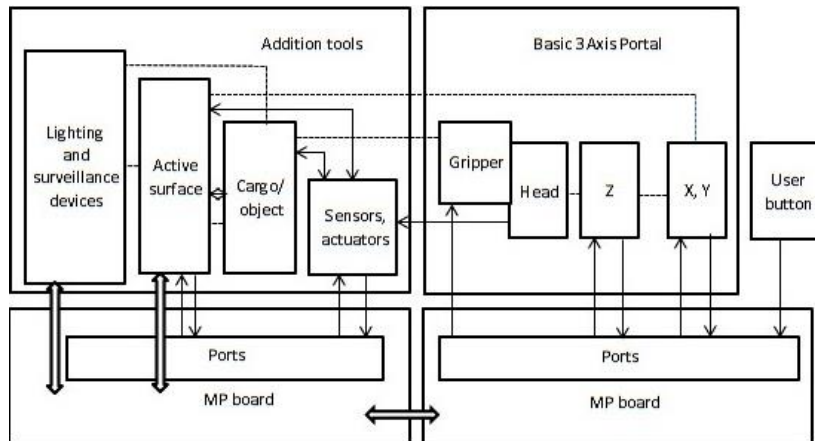 Addition tools
Basic 3 Axis Portal
Lighting
and
surveillance
devices
Active
surface
Cargo/
object
Sensors,
actuators
Gripper
Head
Z
X, Y
User
button
Ports
MP board
Ports
MP board